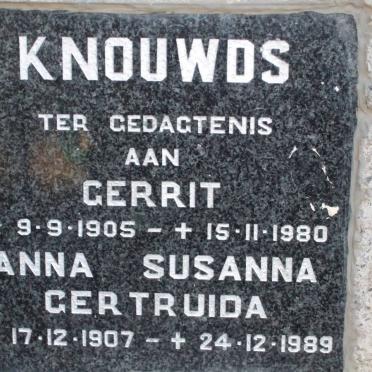 KNOUWDS
TER GEDAGTENIS
AAN
GERRIT
9·9·1905 – + 15·11·1980
ANNA SUSANNA
GERTRUIDA
17·12·1907 – + 24·12·1989